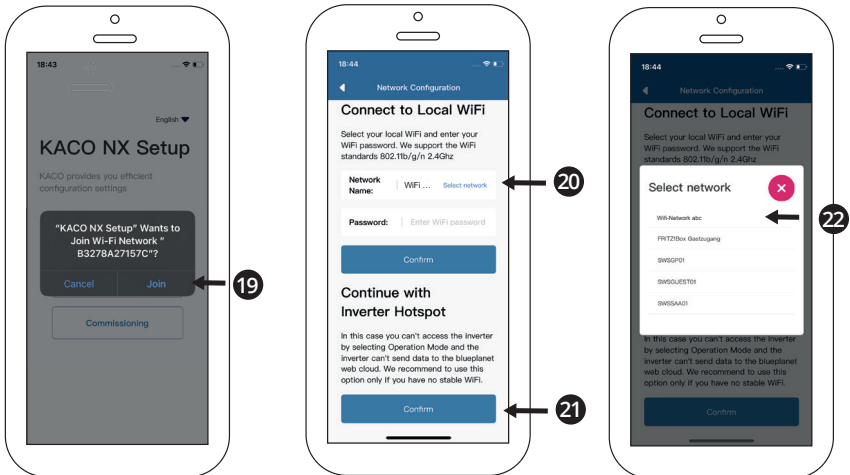 18:43
English
KACO NX Setup
KACO provides you efficient
configuration settings
"KACO NX Setup" Wants to
Join Wi-Fi Network "
B3278A27157C"?
Cancel Join
Commissioning
19
18:44
Network Configuration
Connect to Local WiFi
Select your local WiFi and enter your
WiFi password. We support the WiFi
standards 802.11b/g/n 2.4Ghz
Network
Name: WiFi ... Select network
Password: Enter WiFi password
Confirm
Continue with
Inverter Hotspot
In this case you can't access the inverter
by selecting Operation Mode and the
inverter can't send data to the blueplanet
web cloud. We recommend to use this
option only if you have no stable WiFi.
Confirm
20
21
18:44
Network Configuration
Connect to Local WiFi
Select your local WiFi and enter your
WiFi password. We support the WiFi
standards 802.11b/g/n 2.4Ghz
Select network
Wifi-Network abc
FRITZ!Box Gastzugang
SWSGP01
SWSGUEST01
SWSSAA01
In this case you can't access the inverter
by selecting Operation Mode and the
inverter can't send data to the blueplanet
web cloud. We recommend to use this
option only if you have no stable WiFi.
Confirm
22